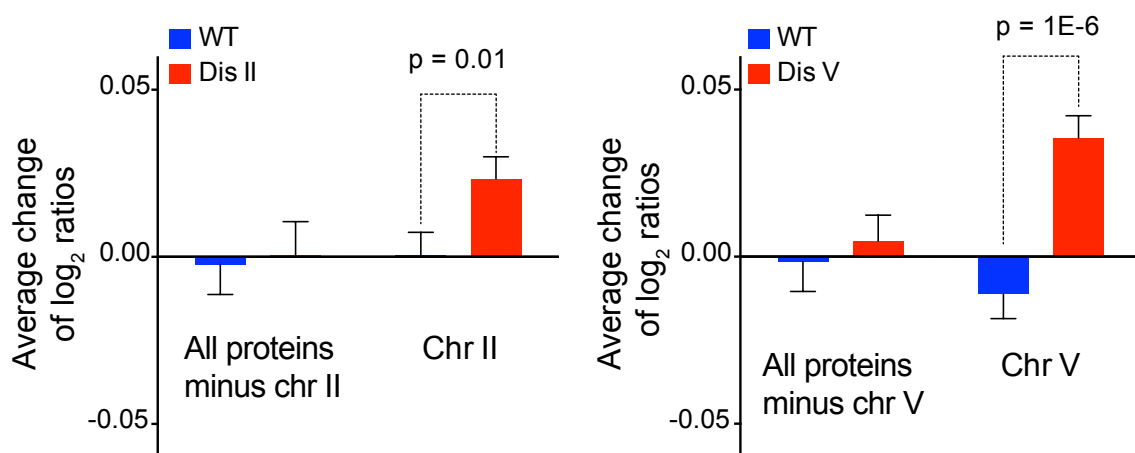 WT
Dis II
p = 0.01
0.05
0.00
-0.05
Average change
of log₂ ratios
All proteins
minus chr II
Chr II
WT
Dis V
p = 1E-6
0.05
0.00
-0.05
Average change
of log₂ ratios
All proteins
minus chr V
Chr V